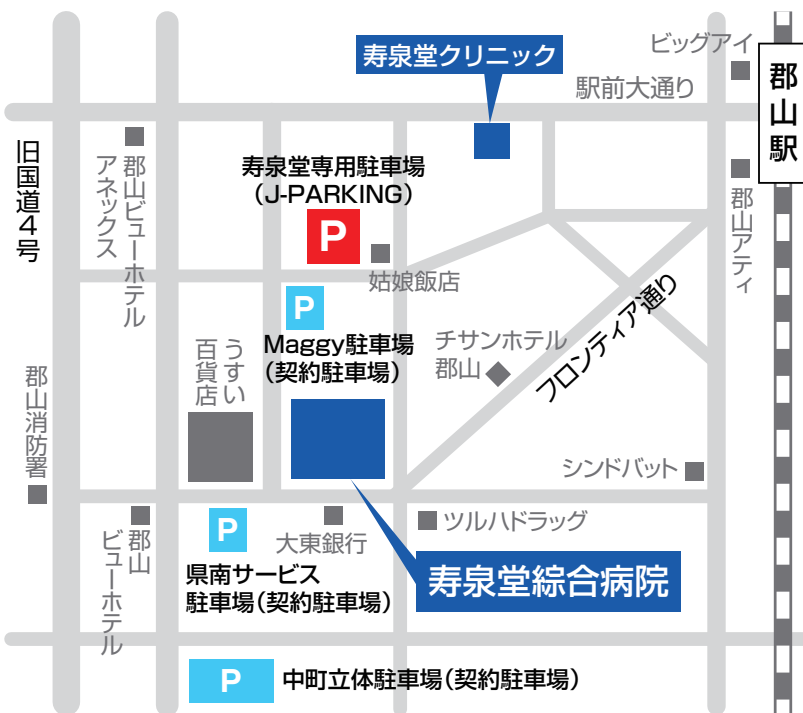 寿泉堂クリニック
ビッグアイ
駅前大通り
郡山駅
旧国道4号
郡山ビューホテル
アネックス
寿泉堂専用駐車場
(J-PARKING)
P
姑娘飯店
郡山アティ
P
Maggy駐車場
(契約駐車場)
うすい
百貨店
チサンホテル
郡山
フロンティア通り
郡山消防署
シンドバット
郡山
ビューホテル
P
県南サービス
駐車場(契約駐車場)
大東銀行
ツルハドラッグ
寿泉堂綜合病院
P
中町立体駐車場(契約駐車場)